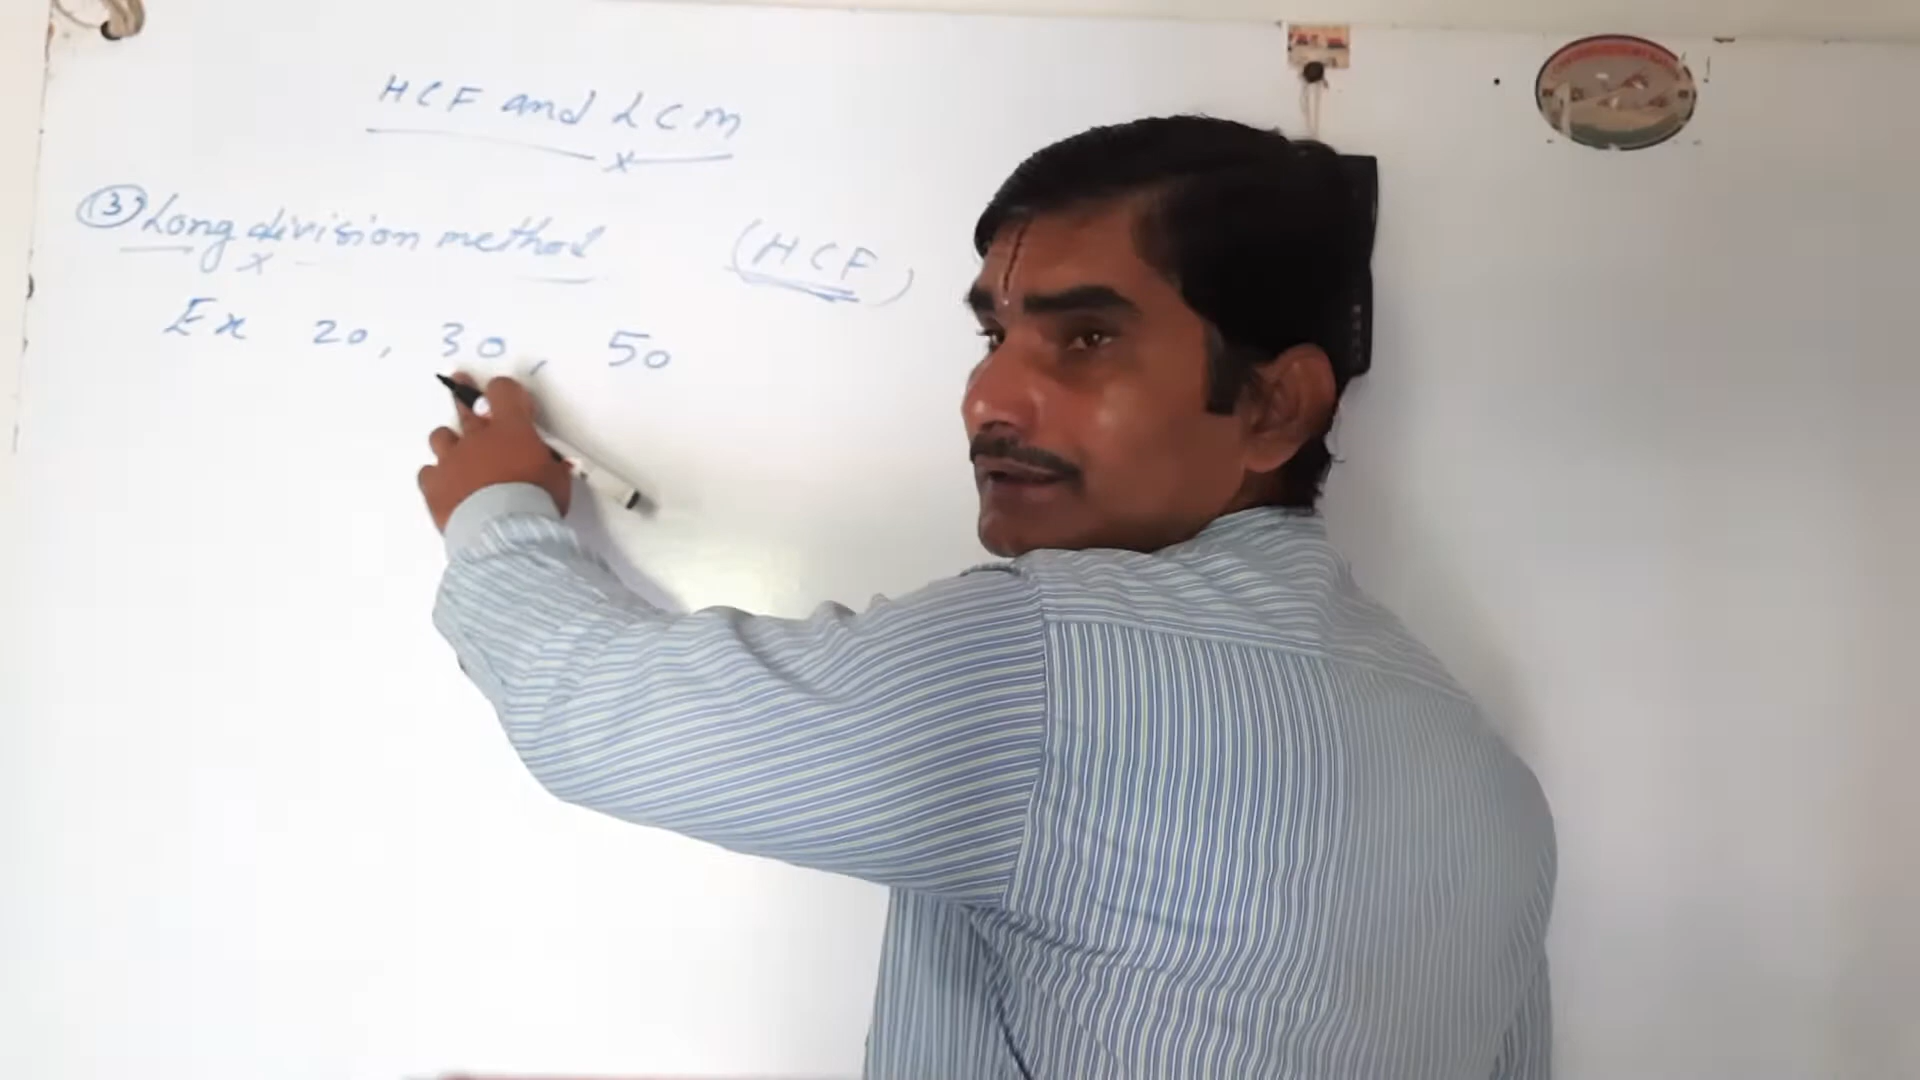 HCF and LCM
(3) Long division method (HCF)
Ex 20, 30, 50